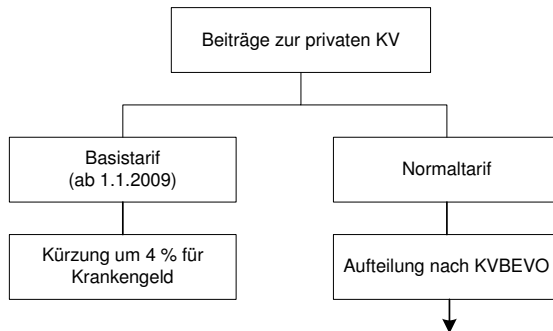 Beiträge zur privaten KV
Basistarif
(ab 1.1.2009)
Normaltarif
Kürzung um 4 % für
Krankengeld
Aufteilung nach KVBEVO